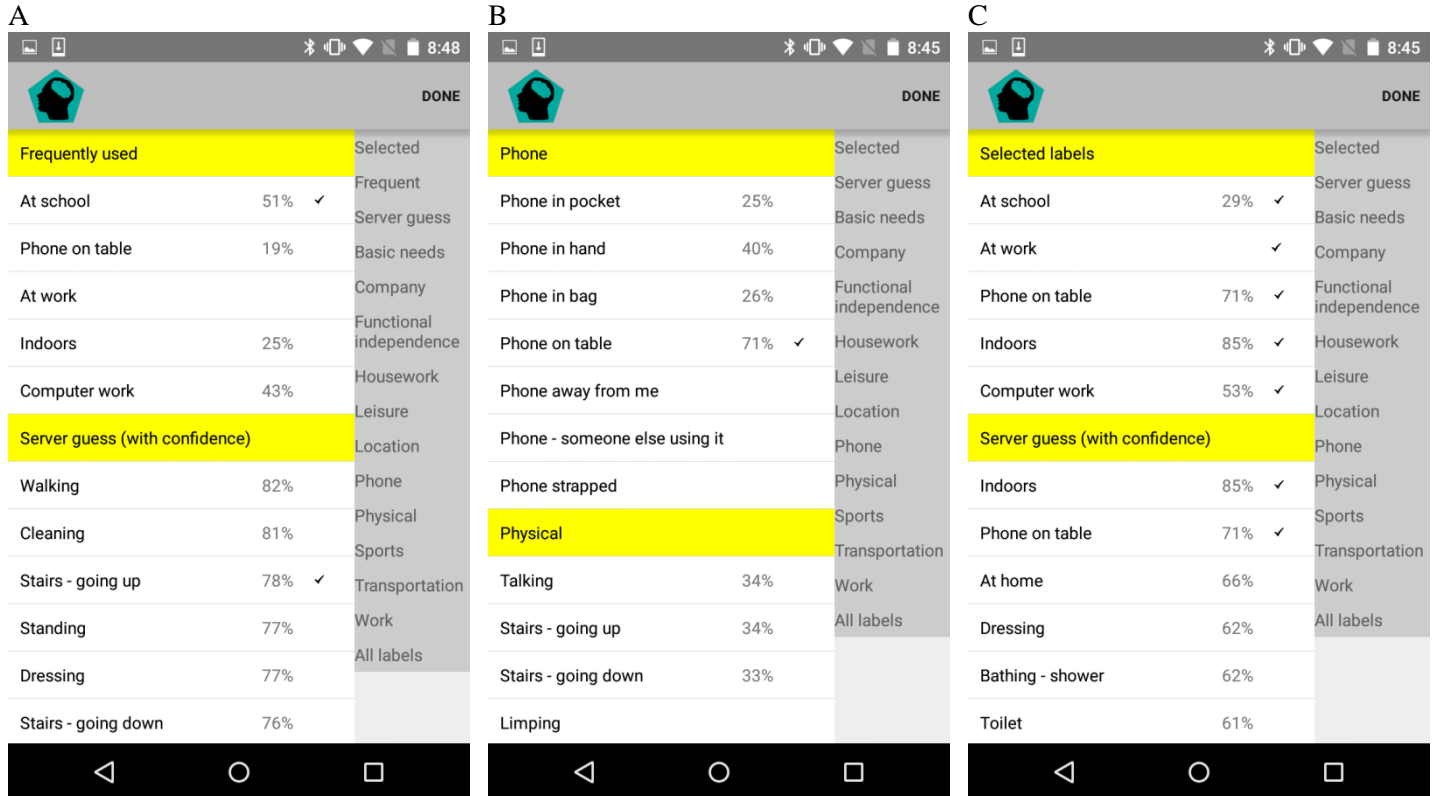 A
8:48
DONE
Frequently used
At school 51%
Phone on table 19%
At work
Indoors 25%
Computer work 43%
Server guess (with confidence)
Walking 82%
Cleaning 81%
Stairs - going up 78%
Standing 77%
Dressing 77%
Stairs - going down 76%
Selected
Frequent
Server guess
Basic needs
Company
Functional
independence
Housework
Leisure
Location
Phone
Physical
Sports
Transportation
Work
All labels
B
8:45
DONE
Phone
Phone in pocket 25%
Phone in hand 40%
Phone in bag 26%
Phone on table 71%
Phone away from me
Phone - someone else using it
Phone strapped
Physical
Talking 34%
Stairs - going up 34%
Stairs - going down 33%
Limping
Selected
Server guess
Basic needs
Company
Functional
independence
Housework
Leisure
Location
Phone
Physical
Sports
Transportation
Work
All labels
C
8:45
DONE
Selected labels
At school 29%
At work
Phone on table 71%
Indoors 85%
Computer work 53%
Server guess (with confidence)
Indoors 85%
Phone on table 71%
At home 66%
Dressing 62%
Bathing - shower 62%
Toilet 61%
Selected
Server guess
Basic needs
Company
Functional
independence
Housework
Leisure
Location
Phone
Physical
Sports
Transportation
Work
All labels